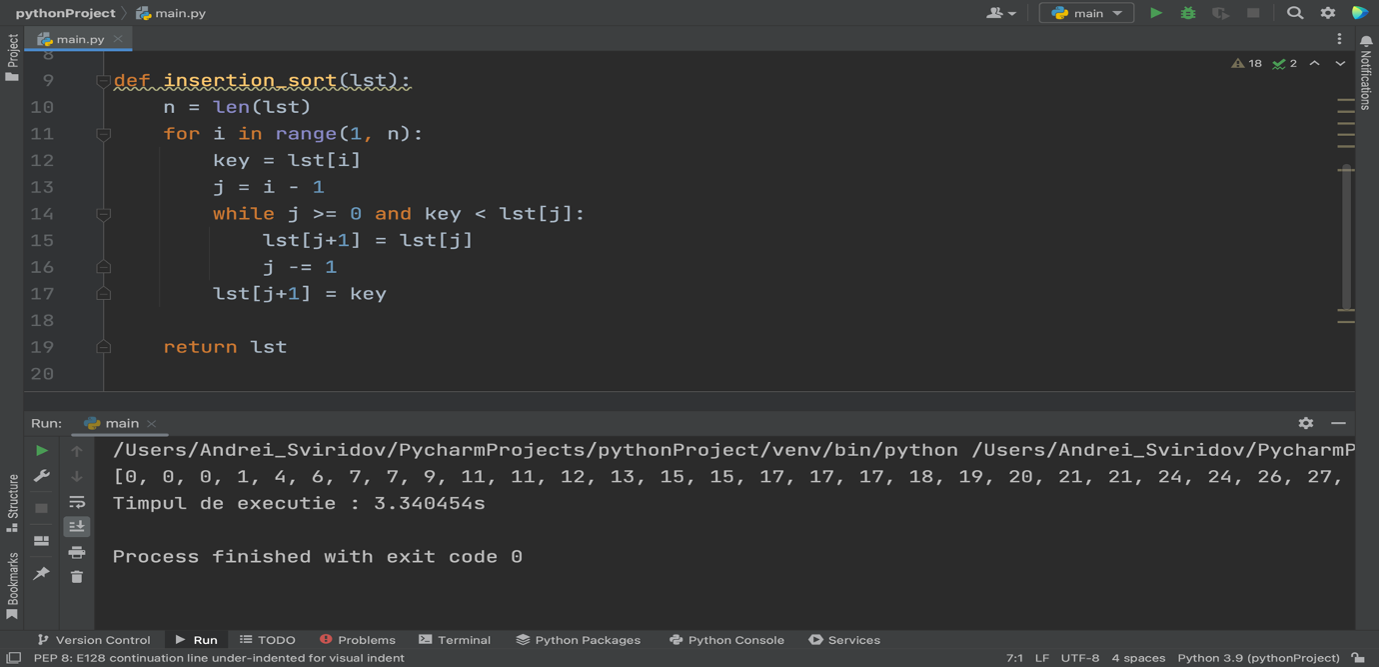 pythonProject main.py
main
main.py
Project
Notifications
18 2
8
9 def insertion_sort(lst):
10 n = len(lst)
11 for i in range(1, n):
12 key = lst[i]
13 j = i - 1
14 while j >= 0 and key < lst[j]:
15 lst[j+1] = lst[j]
16 j -= 1
17 lst[j+1] = key
18
19 return lst
20
Run: main
/Users/Andrei_Sviridov/PycharmProjects/pythonProject/venv/bin/python /Users/Andrei_Sviridov/PycharmP
[0, 0, 0, 1, 4, 6, 7, 7, 9, 11, 11, 12, 13, 15, 15, 17, 17, 17, 18, 19, 20, 21, 21, 24, 24, 26, 27,
Timpul de executie : 3.340454s
Process finished with exit code 0
Structure
Bookmarks
Version Control Run TODO Problems Terminal Python Packages Python Console Services
PEP 8: E128 continuation line under-indented for visual indent 7:1 LF UTF-8 4 spaces Python 3.9 (pythonProject)